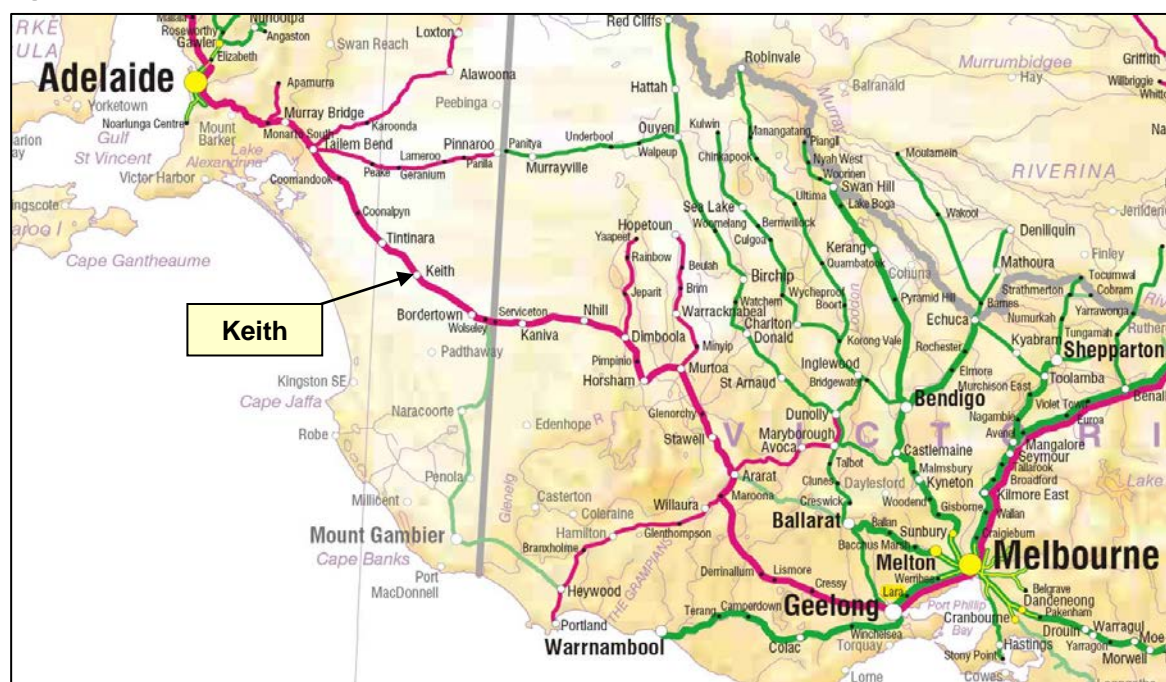 RKE
ULA
Roseworthy
Gawler
Nuriootpa
Angaston
Elizabeth
Swan Reach
Loxton
Alawoona
Adelaide
Apamurra
Peebinga
Yorketown
Noarlunga Centre
Murray Bridge
Mount
Barker
Monarto South
Karoonda
Tailem Bend
Gulf
St Vincent
Lake
Alexandrina
Victor Harbor
Coomandook
Peake
Lameroo
Geranium
Parilla
Pinnaroo
Panitya
Murrayville
Underbool
Walpeup
Ouyen
Hattah
Red Cliffs
Robinvale
Kulwin
Manangatang
Chinkapook
Piangil
Nyah West
Woorinen
Swan Hill
Lake Boga
Ultima
Murray
Balranald
Murrumbidgee
Hay
Griffith
Willbriggie
Moulamein
RIVERINA
Wakool
Deniliquin
Mathoura
Finley
Tocumwal
Cobram
Strathmerton
Yarrawonga
Numurkah
Tungamah
Barnes
Echuca
Kyabram
Shepparton
Toolamba
Rochester
Elmore
Murchison East
Violet Town
Nagambie
Euroa
Avenel
Mangalore
Seymour
Tallarook
Broadford
Kilmore East
Wallan
Craigieburn
Cape Gantheaume
Coonalpyn
Tintinara
Keith
Keith
Bordertown
Wolseley
Serviceton
Kaniva
Nhill
Dimboola
Pimpinio
Horsham
Hopetoun
Yaapeet
Rainbow
Beulah
Jeparit
Brim
Warracknabeal
Minyip
Murtoa
Glenorchy
Stawell
Sea Lake
Woomelang
Berriwillock
Culgoa
Birchip
Watchem
Wycheproof
Boort
Charlton
Donald
Kerang
Quambatook
Cohuna
Loddon
Pyramid Hill
Korong Vale
Inglewood
Bridgewater
St Arnaud
Dunolly
Bendigo
VICTORI
Maryborough
Avoca
Castlemaine
Talbot
Malmsbury
Clunes
Daylesford
Kyneton
Creswick
Woodend
Gisborne
Padthaway
Kingston SE
Cape Jaffa
Robe
Naracoorte
Edenhope
Penola
Millicent
Glenelg
Casterton
Coleraine
Hamilton
Branxholme
Mount Gambier
Cape Banks
Port
MacDonnell
Willaura
Glenthompson
THE GRAMPIANS
Ararat
Maroona
Ballarat
Ballan
Sunbury
Bacchus Marsh
Melton
Melbourne
Werribee
Lara
Belgrave
Dandenong
Pakenham
Cranbourne
Port Phillip
Bay
Drouin
Warragul
Yarragon
Moe
Morwell
Hastings
Stony Point
Cowes
Heywood
Portland
Derrinallum
Lismore
Cressy
Geelong
Warrnambool
Terang
Camperdown
Colac
Winchelsea
Torquay
Lorne